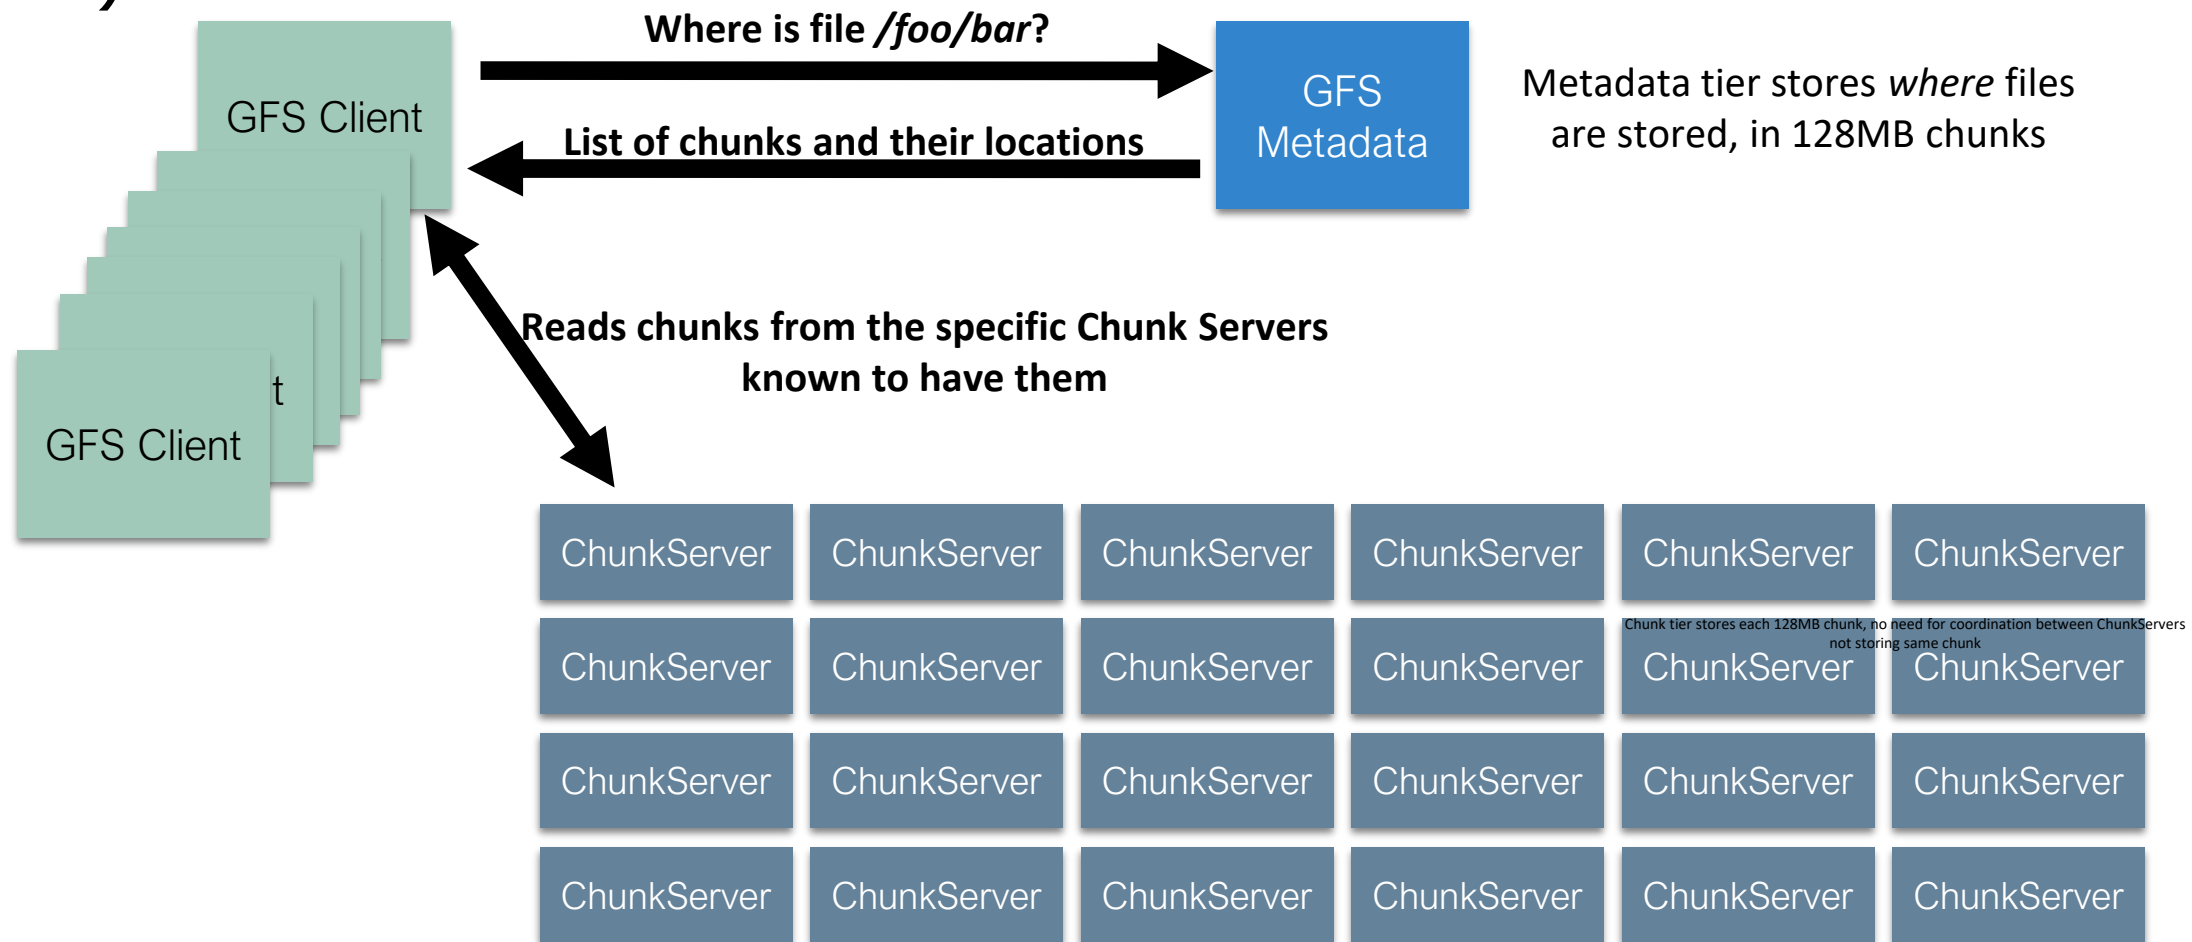 Where is file /foo/bar?
GFS Client
GFS
Metadata
List of chunks and their locations
Metadata tier stores where files
are stored, in 128MB chunks
Reads chunks from the specific Chunk Servers
known to have them
t
GFS Client
ChunkServer ChunkServer ChunkServer ChunkServer ChunkServer ChunkServer
Chunk tier stores each 128MB chunk, no need for coordination between ChunkServers
not storing same chunk
ChunkServer ChunkServer ChunkServer ChunkServer ChunkServer ChunkServer
ChunkServer ChunkServer ChunkServer ChunkServer ChunkServer ChunkServer
ChunkServer ChunkServer ChunkServer ChunkServer ChunkServer ChunkServer